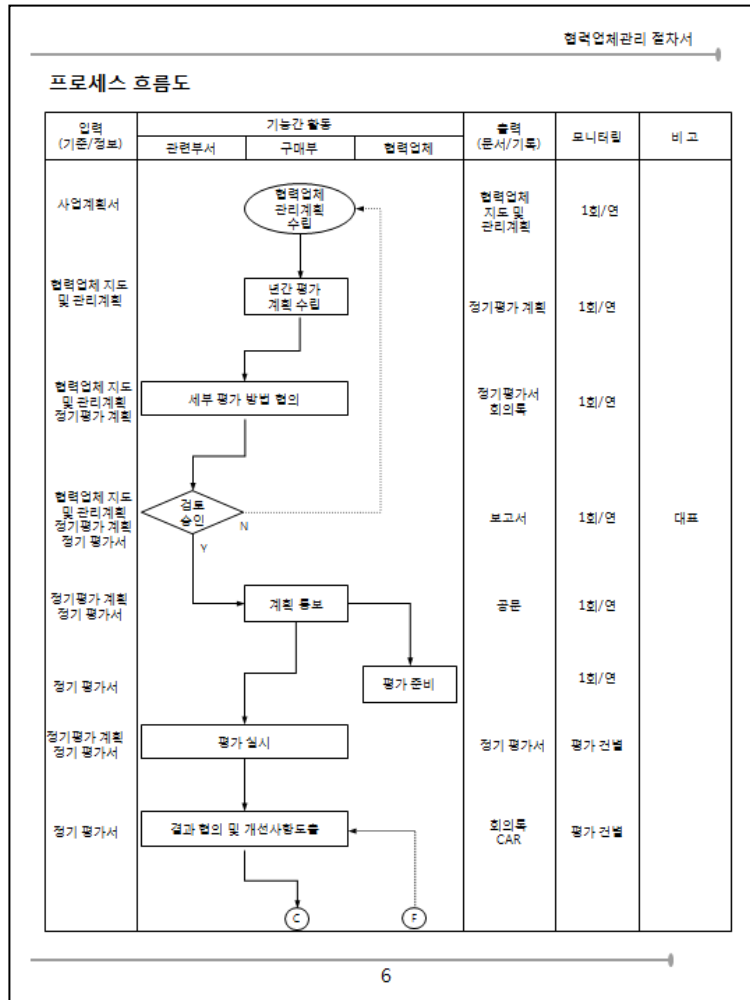 협력업체관리 절차서
프로세스 흐름도
입력
(기준/정보)
기능간 활동
관련부서
구매부
협력업체
출력
(문서/기록)
모니터링
비 고
사업계획서
협력업체
관리계획
수립
협력업체
지도 및
관리계획
1회/연
협력업체 지도
및 관리계획
년간 평가
계획 수립
정기평가 계획
1회/연
협력업체 지도
및 관리계획
정기평가 계획
세부 평가 방법 협의
정기평가서
회의록
1회/연
협력업체 지도
및 관리계획
정기평가 계획
정기 평가서
검토
승인
N
Y
보고서
1회/연
대표
정기평가 계획
정기 평가서
계획 통보
공문
1회/연
정기 평가서
평가 준비
1회/연
정기평가 계획
정기 평가서
평가 실시
정기 평가서
평가 건별
정기 평가서
결과 협의 및 개선사항도출
회의록
CAR
평가 건별
C
F
6